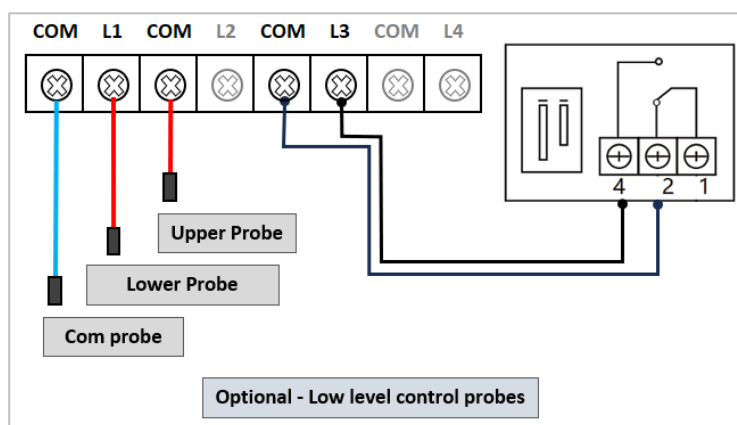 COM L1 COM L2 COM L3 COM L4
4 2 1
Upper Probe
Lower Probe
Com probe
Optional - Low level control probes